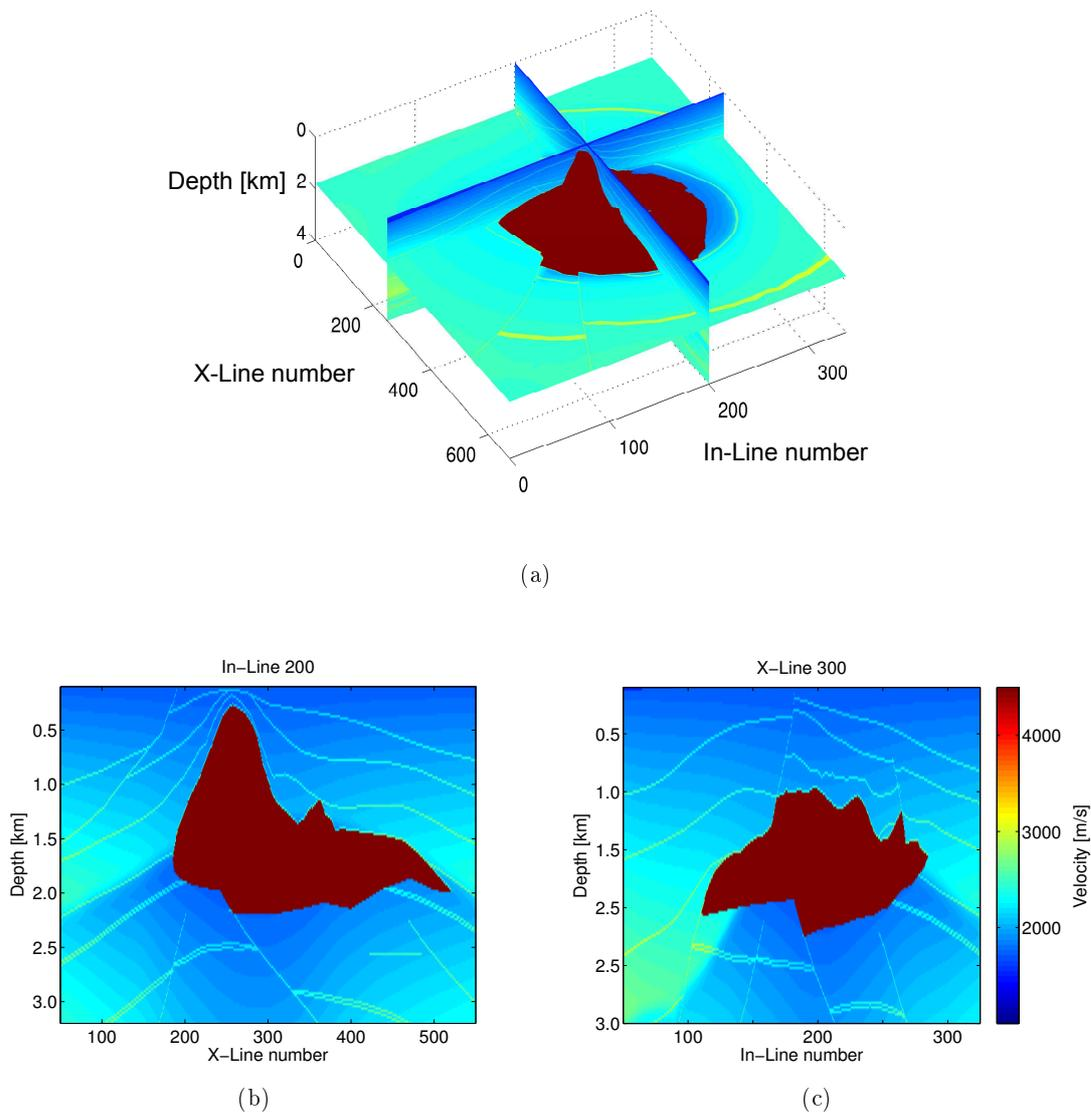 0
Depth [km]
2
4
0
200
X-Line number
400
600
0
100
200
300
In-Line number
(a)
In-Line 200
0.5
1.0
1.5
2.0
2.5
3.0
Depth [km]
100 200 300 400 500
X-Line number
(b)
X-Line 300
0.5
1.0
1.5
2.5
2.5
3.0
Depth [km]
100 200 300
In-Line number
4000
3000
2000
Velocity [m/s]
(c)